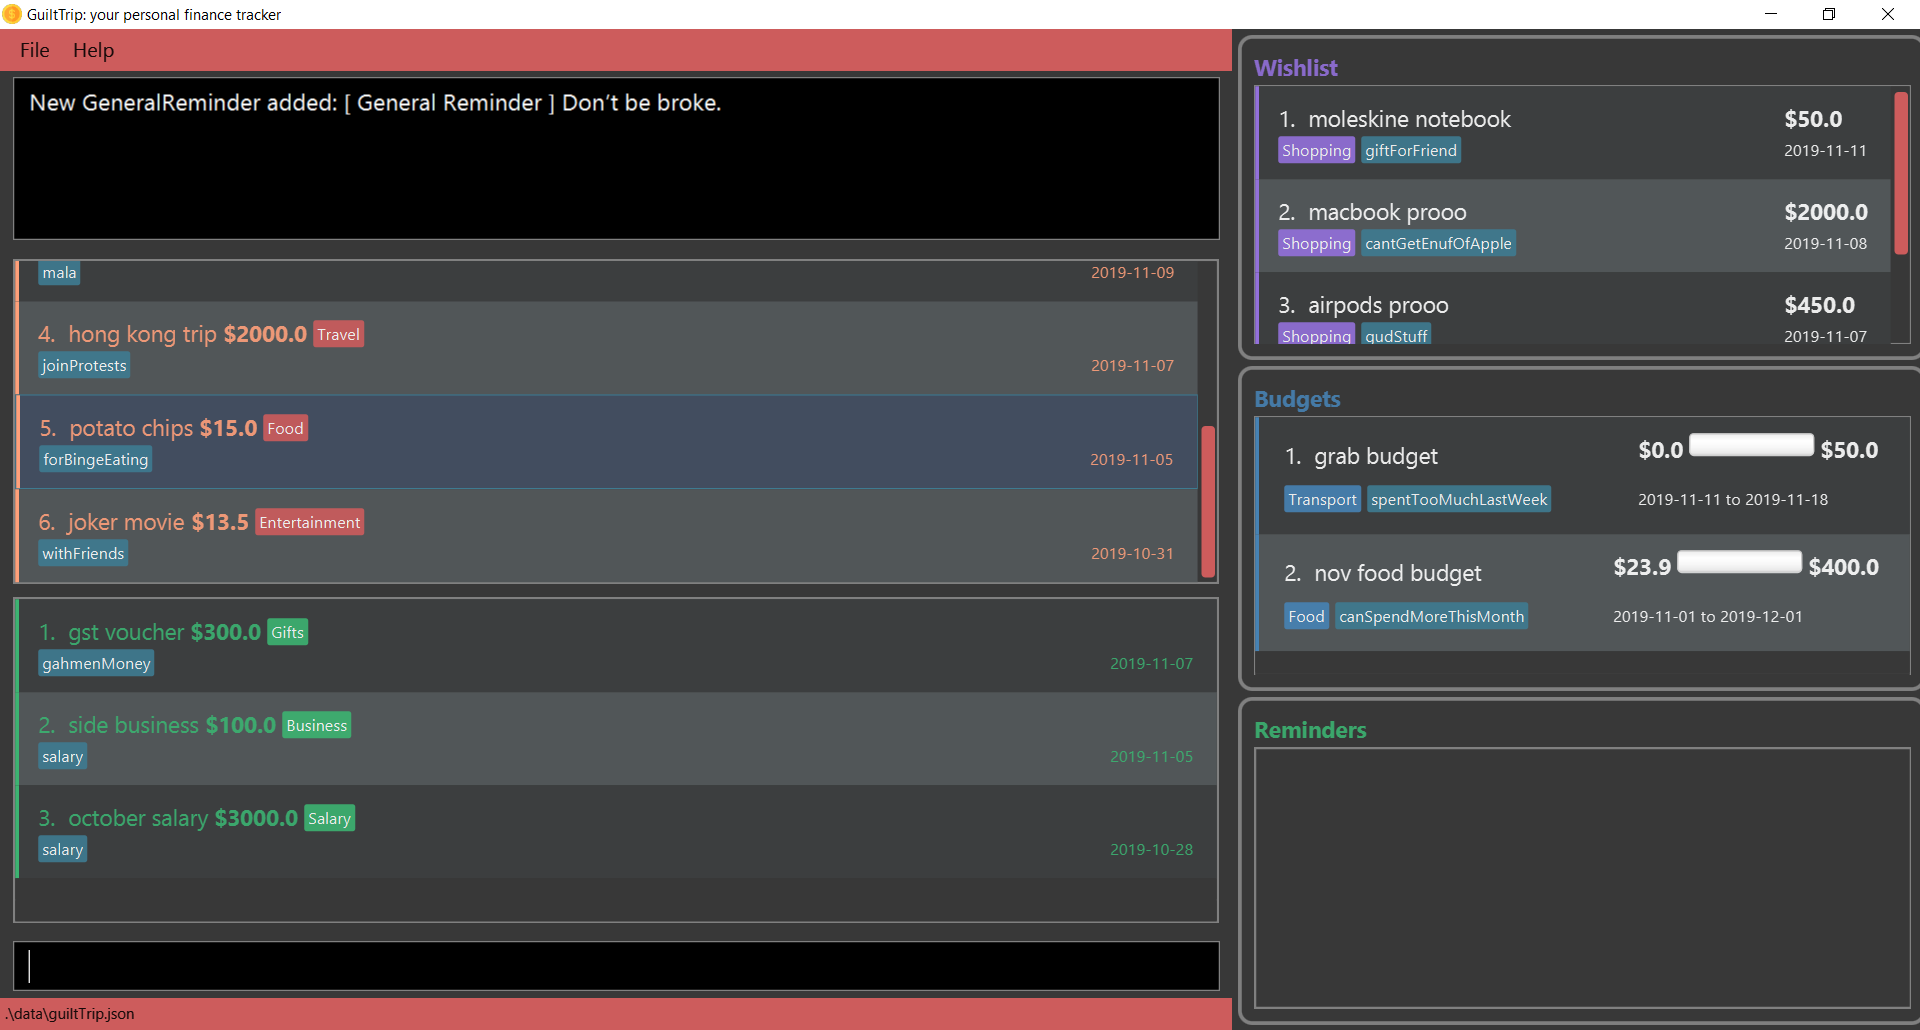 GuiltTrip: your personal finance tracker
File Help
New GeneralReminder added: [ General Reminder ] Don't be broke.
mala 2019-11-09
4. hong kong trip $2000.0 Travel
joinProtests 2019-11-07
5. potato chips $15.0 Food
forBingeEating 2019-11-05
6. joker movie $13.5 Entertainment
withFriends 2019-10-31
1. gst voucher $300.0 Gifts
gahmenMoney 2019-11-07
2. side business $100.0 Business
salary 2019-11-05
3. october salary $3000.0 Salary
salary 2019-10-28
.\data\guiltTrip.json
Wishlist
1. moleskine notebook $50.0
Shopping giftForFriend 2019-11-11
2. macbook prooo $2000.0
Shopping cantGetEnufOfApple 2019-11-08
3. airpods prooo $450.0
Shopping gudStuff 2019-11-07
Budgets
1. grab budget $0.0 $50.0
Transport spentTooMuchLastWeek 2019-11-11 to 2019-11-18
2. nov food budget $23.9 $400.0
Food canSpendMoreThisMonth 2019-11-01 to 2019-12-01
Reminders